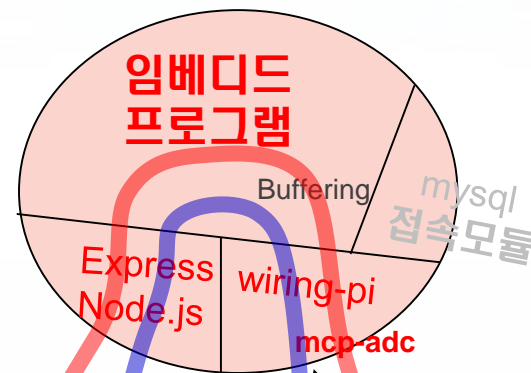 임베디드
프로그램
Buffering
mysql
접속모듈
Express
Node.js
wiring-pi
mcp-adc